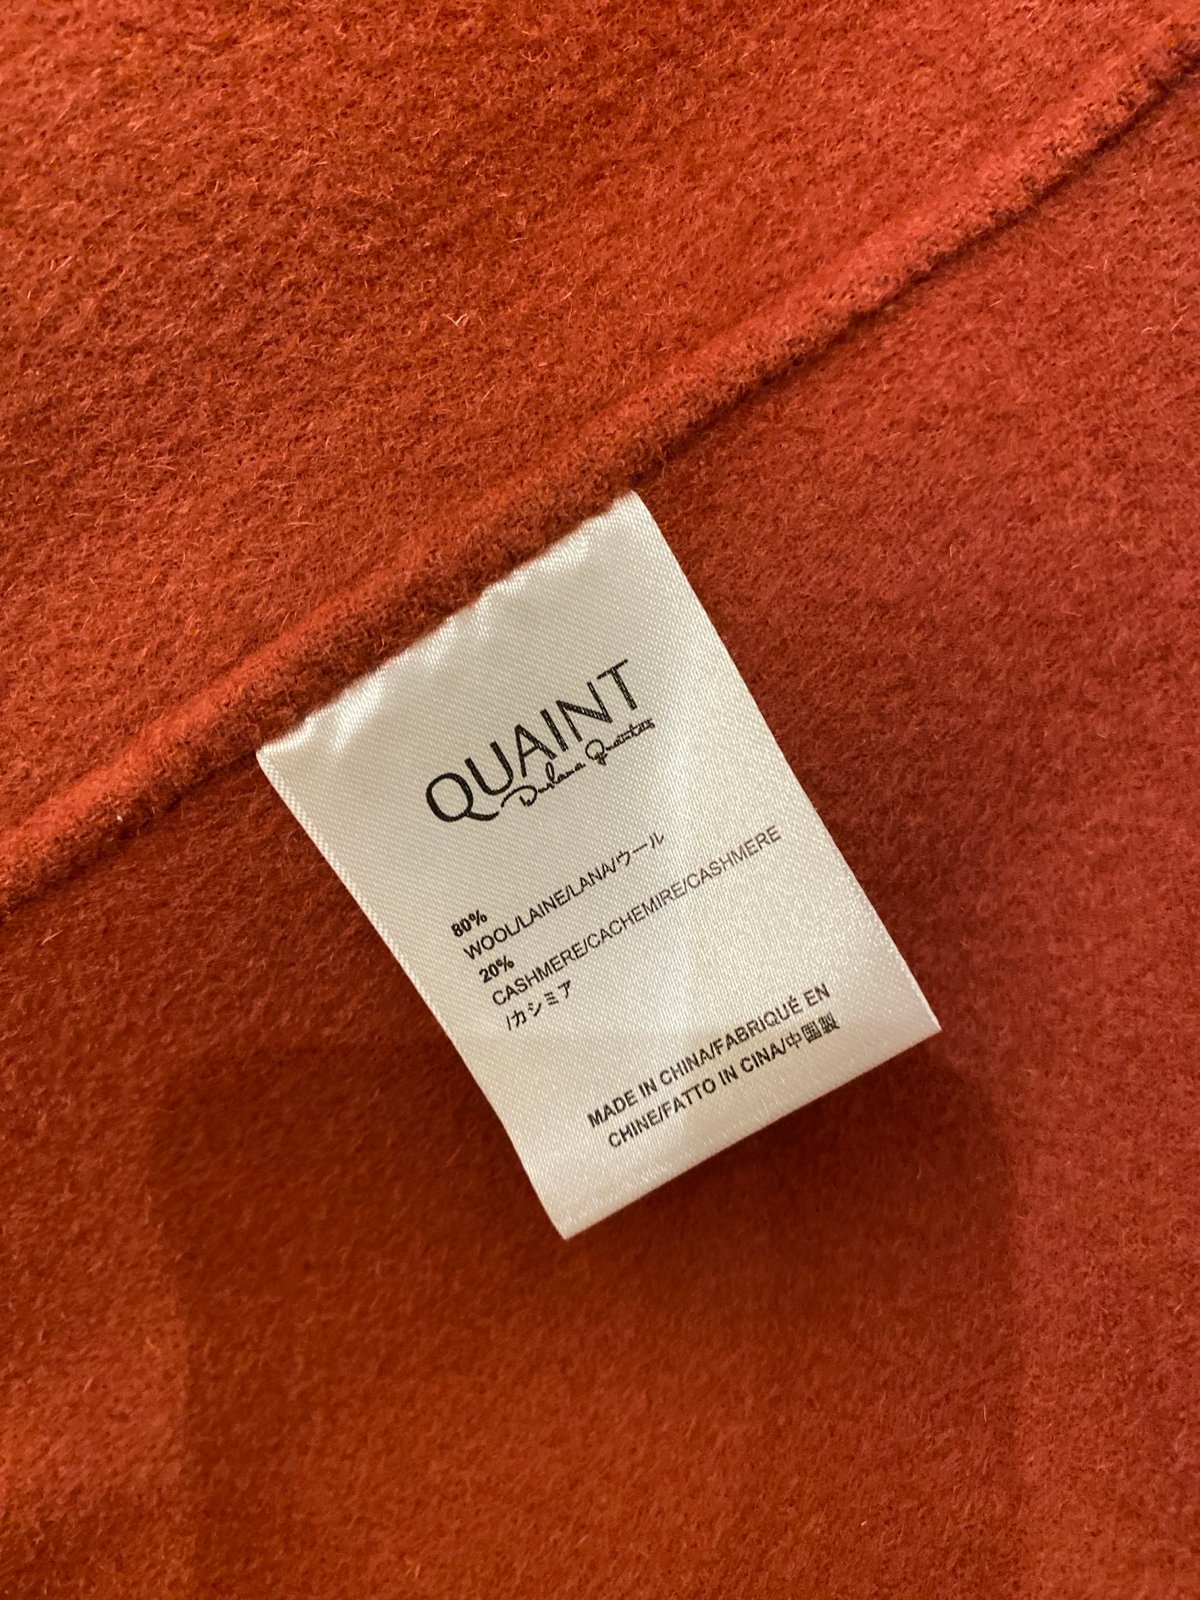 QUAINT
80%
WOOL/LAINE/LANA/ウール
20%
CASHMERE/CACHEMIRE/CASHMERE
/カシミア
MADE IN CHINA/FABRIQUÉ EN
CHINE/FATTO IN CINA/中国製